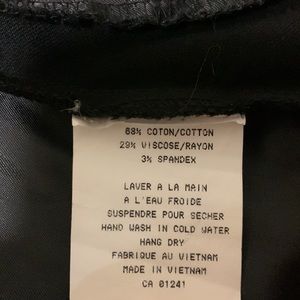 68% COTON/COTTON
29% VISCOSE/RAYON
3% SPANDEX
LAVER A LA MAIN
A L'EAU FROIDE
SUSPENDRE POUR SECHER
HAND WASH IN COLD WATER
HANG DRY
FABRIQUE AU VIETNAM
MADE IN VIETNAM
CA 01241